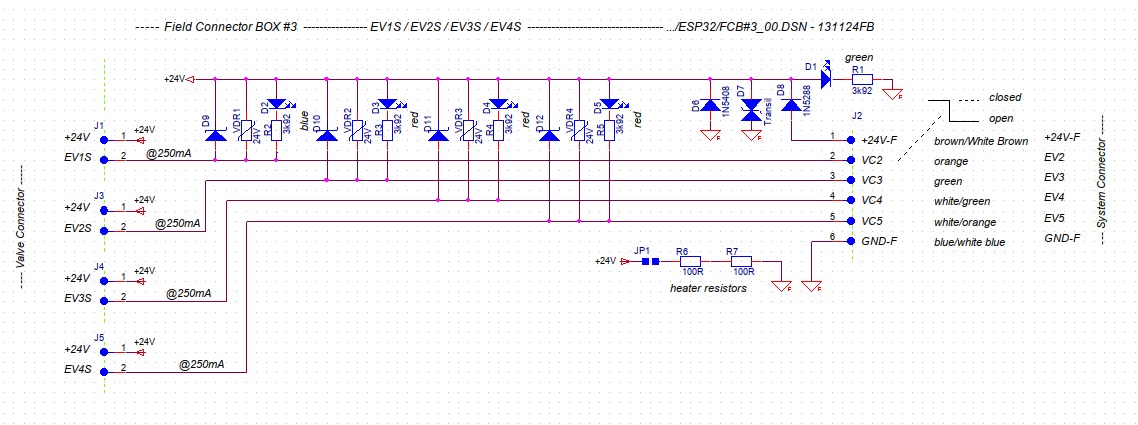 ----- Field Connector BOX #3 ---------------- EV1S / EV2S / EV3S / EV4S ---------------------------------- .../ESP32/FCB#3_00.DSN - 131124FB
green
D1
R1
3k92
F
+24V
D9
VDR1
24V
D2
R2
3k92
blue
D10
VDR2
24V
D3
R3
3k92
red
D11
VDR3
24V
D4
R4
3k92
red
D12
VDR4
24V
D5
R5
3k92
red
D6
1N5408
F
D7
Transil
F
D8
1N5288
closed
open
J1
+24V 1 +24V
EV1S 2 @250mA
J3
+24V 1 +24V
EV2S 2 @250mA
J4
+24V 1 +24V
EV3S 2 @250mA
J5
+24V 1 +24V
EV4S 2 @250mA
---- Valve Connector -----
J2
1 +24V-F brown/White Brown +24V-F
2 VC2 orange EV2
3 VC3 green EV3
4 VC4 white/green EV4
5 VC5 white/orange EV5
6 GND-F blue/white blue GND-F
--- System Connector -----
+24V JP1 R6 R7
100R 100R
F F
heater resistors